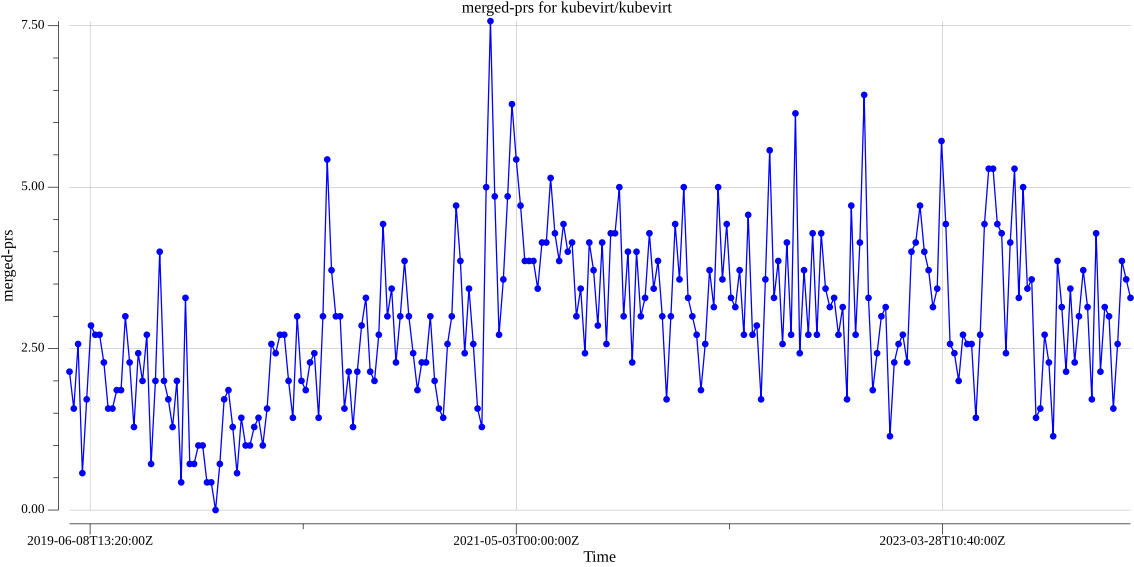 merged-prs for kubevirt/kubevirt
7.50
5.00
merged-prs
2.50
0.00
2019-06-08T13:20:00Z
2021-05-03T00:00:00Z
2023-03-28T10:40:00Z
Time